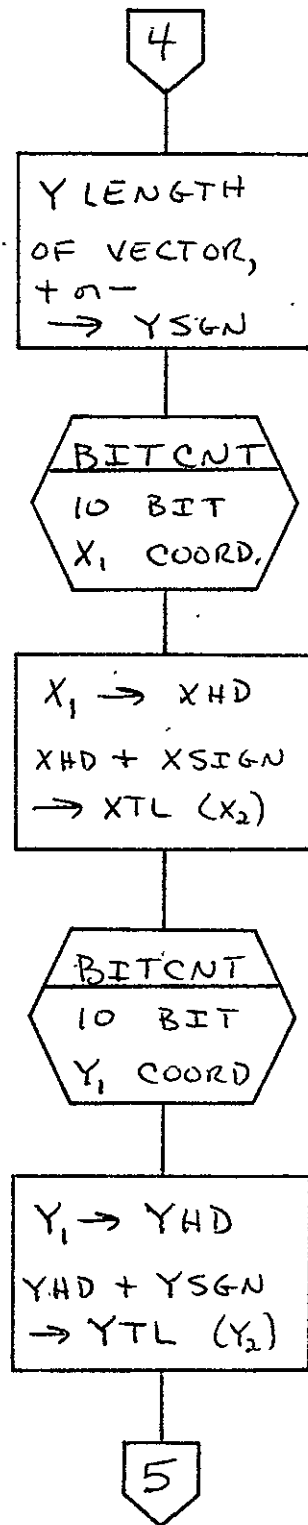 4
Y LENGTH
OF VECTOR,
+ or -
→ YSGN
BITCNT
10 BIT
X₁ COORD.
X₁ → XHD
XHD + XSIGN
→ XTL (X₂)
BITCNT
10 BIT
Y₁ COORD
Y₁ → YHD
YHD + YSGN
→ YTL (Y₂)
5